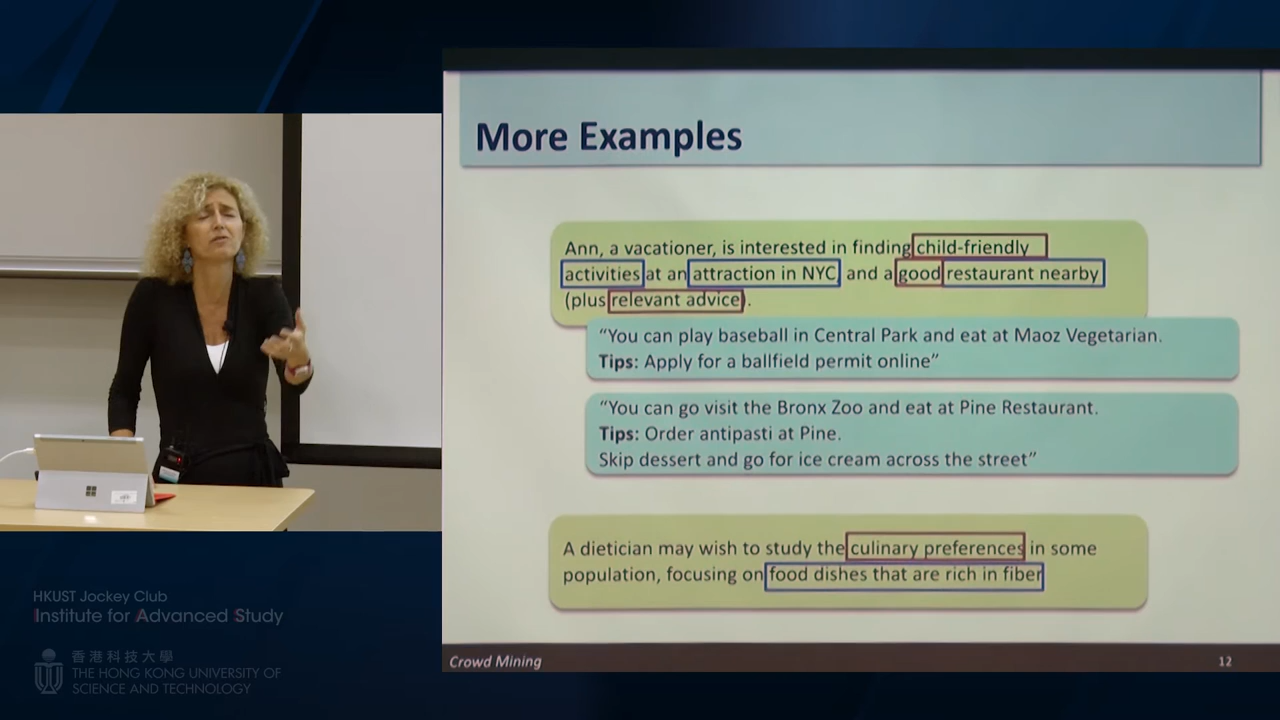 More Examples
Ann, a vacationer, is interested in finding child-friendly
activities at an attraction in NYC, and a good restaurant nearby
(plus relevant advice).
“You can play baseball in Central Park and eat at Maoz Vegetarian.
Tips: Apply for a ballfield permit online”
“You can go visit the Bronx Zoo and eat at Pine Restaurant.
Tips: Order antipasti at Pine.
Skip dessert and go for ice cream across the street”
A dietician may wish to study the culinary preferences in some
population, focusing on food dishes that are rich in fiber
Crowd Mining
12
HKUST Jockey Club
Institute for Advanced Study
香港科技大學
THE HONG KONG UNIVERSITY OF
SCIENCE AND TECHNOLOGY